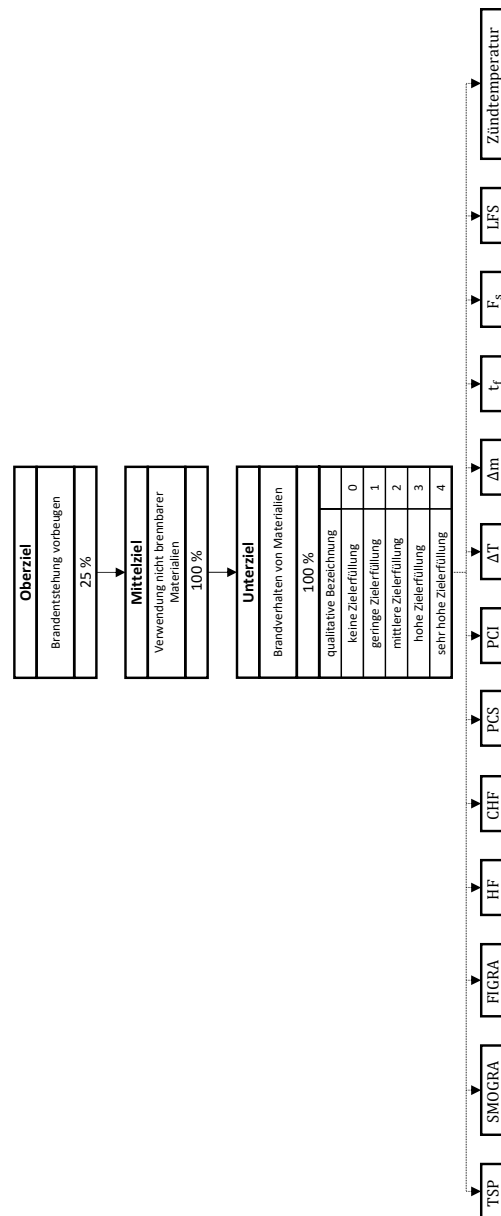 Oberziel
Brandentstehung vorbeugen
25 %
Mittelziel
Verwendung nicht brennbarer
Materialien
100 %
Unterziel
Brandverhalten von Materialien
100 %
qualitative Bezeichnung
keine Zielerfüllung 0
geringe Zielerfüllung 1
mittlere Zielerfüllung 2
hohe Zielerfüllung 3
sehr hohe Zielerfüllung 4
TSP
SMOGRA
FIGRA
HF
CHF
PCS
PCI
ΔT
Δm
tf
Fs
LFS
Zündtemperatur